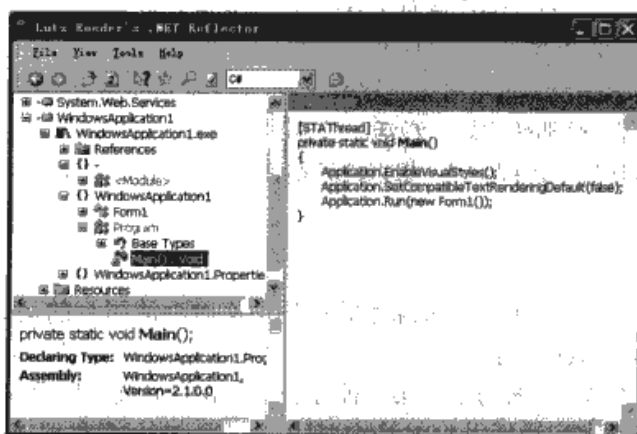 Lutz Roeder's .NET Reflector
File View Tools Help
C#
System.Web.Services
WindowsApplication1
WindowsApplication1.exe
References
{} -
<Module>
{} WindowsApplication1
Form1
Program
Base Types
Main() : Void
{} WindowsApplication1.Propertie
Resources
private static void Main();
Declaring Type: WindowsApplication1.Pro
Assembly: WindowsApplication1,
Version=2.1.0.0
[STAThread]
private static void Main()
{
Application.EnableVisualStyles();
Application.SetCompatibleTextRenderingDefault(false);
Application.Run(new Form1());
}